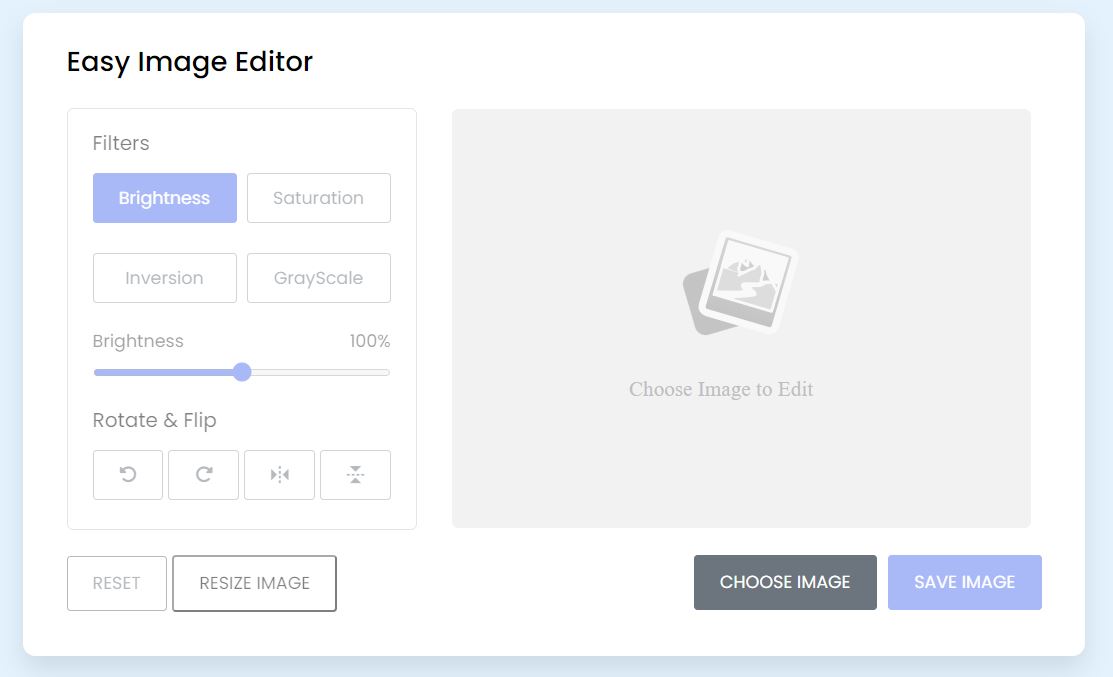 Easy Image Editor
Filters
Brightness
Saturation
Inversion
GrayScale
Brightness 100%
Rotate & Flip
Choose Image to Edit
RESET
RESIZE IMAGE
CHOOSE IMAGE
SAVE IMAGE